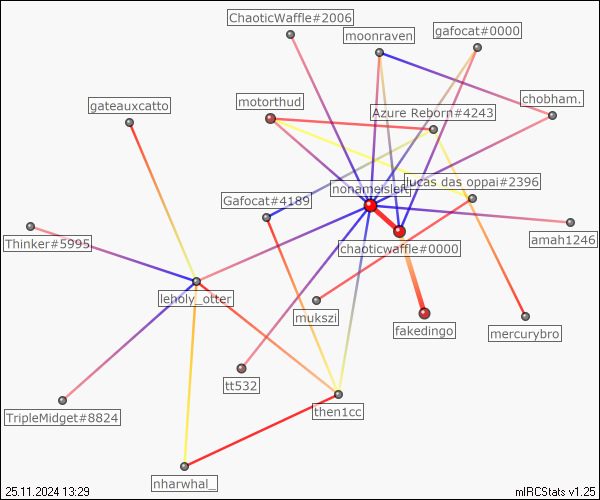 ChaoticWaffle#2006
moonraven
gafocat#0000
gateauxcatto
motorthud
Azure Reborn#4243
chobham.
nonameisleft
lucas das oppai#2396
Gafocat#4189
Thinker#5995
chaoticwaffle#0000
amah1246
leholy_otter
mukszi
fakedingo
mercurybro
tt532
TripleMidget#8824
then1cc
nharwhal_
25.11.2024 13:29
mIRCStats v1.25